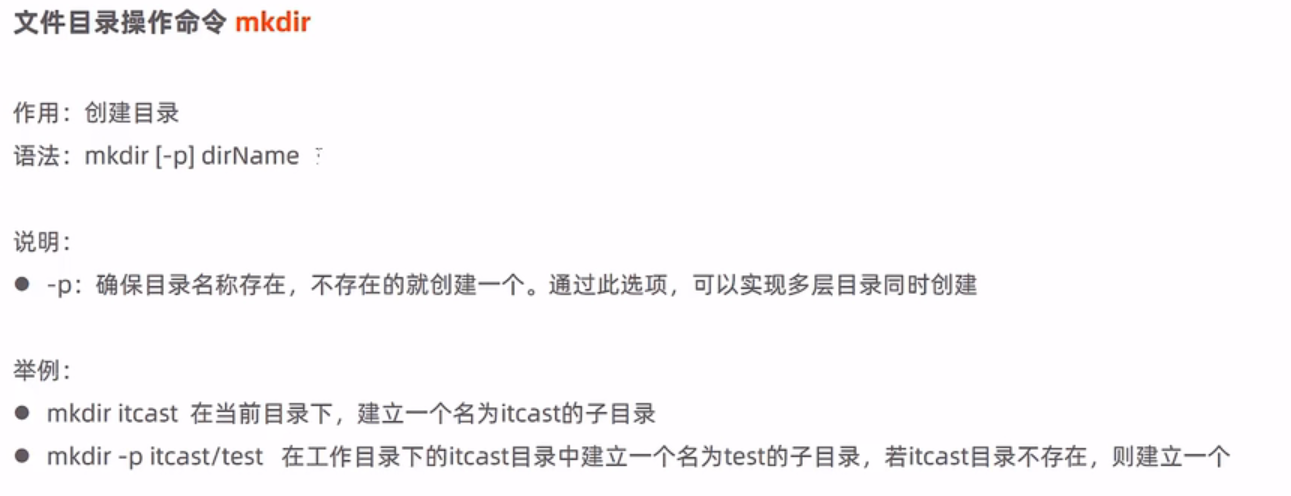 文件目录操作命令 mkdir
作用：创建目录
语法：mkdir [-p] dirName
说明：
● -p：确保目录名称存在，不存在的就创建一个。通过此选项，可以实现多层目录同时创建
举例：
● mkdir itcast 在当前目录下，建立一个名为itcast的子目录
● mkdir -p itcast/test 在工作目录下的itcast目录中建立一个名为test的子目录，若itcast目录不存在，则建立一个